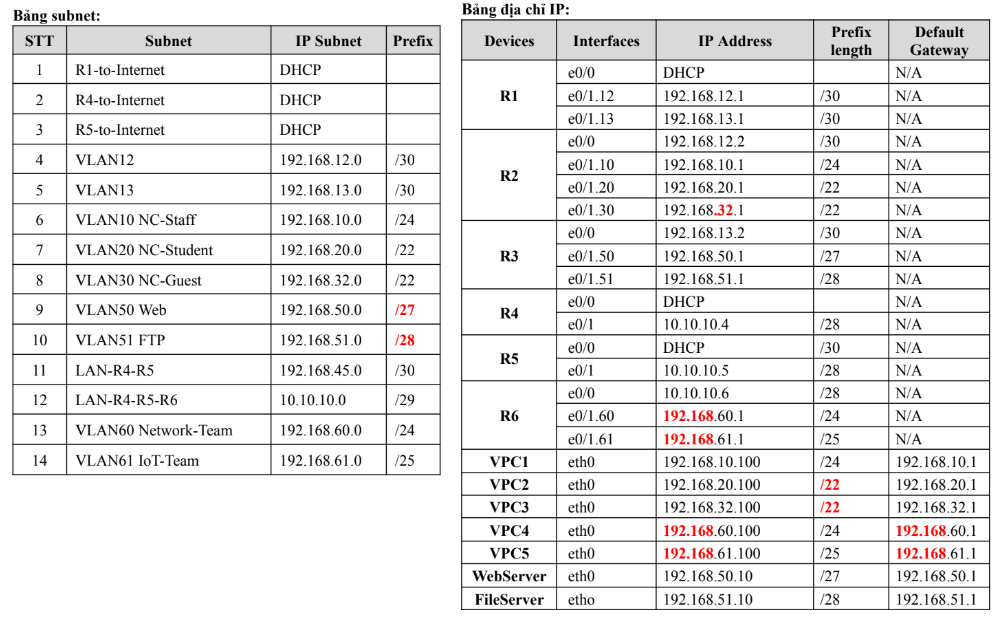 Bảng subnet:
STT Subnet IP Subnet Prefix
1 R1-to-Internet DHCP
2 R4-to-Internet DHCP
3 R5-to-Internet DHCP
4 VLAN12 192.168.12.0 /30
5 VLAN13 192.168.13.0 /30
6 VLAN10 NC-Staff 192.168.10.0 /24
7 VLAN20 NC-Student 192.168.20.0 /22
8 VLAN30 NC-Guest 192.168.32.0 /22
9 VLAN50 Web 192.168.50.0 /27
10 VLAN51 FTP 192.168.51.0 /28
11 LAN-R4-R5 192.168.45.0 /30
12 LAN-R4-R5-R6 10.10.10.0 /29
13 VLAN60 Network-Team 192.168.60.0 /24
14 VLAN61 IoT-Team 192.168.61.0 /25
Bảng địa chỉ IP:
Devices Interfaces IP Address Prefix length Default Gateway
R1 e0/0 DHCP N/A
e0/1.12 192.168.12.1 /30 N/A
e0/1.13 192.168.13.1 /30 N/A
R2 e0/0 192.168.12.2 /30 N/A
e0/1.10 192.168.10.1 /24 N/A
e0/1.20 192.168.20.1 /22 N/A
e0/1.30 192.168.32.1 /22 N/A
R3 e0/0 192.168.13.2 /30 N/A
e0/1.50 192.168.50.1 /27 N/A
e0/1.51 192.168.51.1 /28 N/A
R4 e0/0 DHCP N/A
e0/1 10.10.10.4 /28 N/A
R5 e0/0 DHCP /30 N/A
e0/1 10.10.10.5 /28 N/A
R6 e0/0 10.10.10.6 /28 N/A
e0/1.60 192.168.60.1 /24 N/A
e0/1.61 192.168.61.1 /25 N/A
VPC1 eth0 192.168.10.100 /24 192.168.10.1
VPC2 eth0 192.168.20.100 /22 192.168.20.1
VPC3 eth0 192.168.32.100 /22 192.168.32.1
VPC4 eth0 192.168.60.100 /24 192.168.60.1
VPC5 eth0 192.168.61.100 /25 192.168.61.1
WebServer eth0 192.168.50.10 /27 192.168.50.1
FileServer etho 192.168.51.10 /28 192.168.51.1